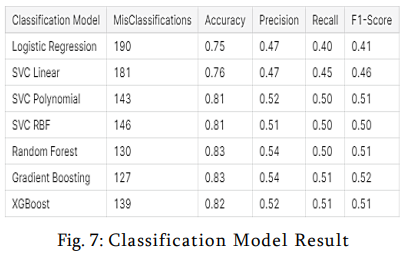 Classification Model MisClassifications Accuracy Precision Recall F1-Score
Logistic Regression 190 0.75 0.47 0.40 0.41
SVC Linear 181 0.76 0.47 0.45 0.46
SVC Polynomial 143 0.81 0.52 0.50 0.51
SVC RBF 146 0.81 0.51 0.50 0.50
Random Forest 130 0.83 0.54 0.50 0.51
Gradient Boosting 127 0.83 0.54 0.51 0.52
XGBoost 139 0.82 0.52 0.51 0.51
Fig. 7: Classification Model Result